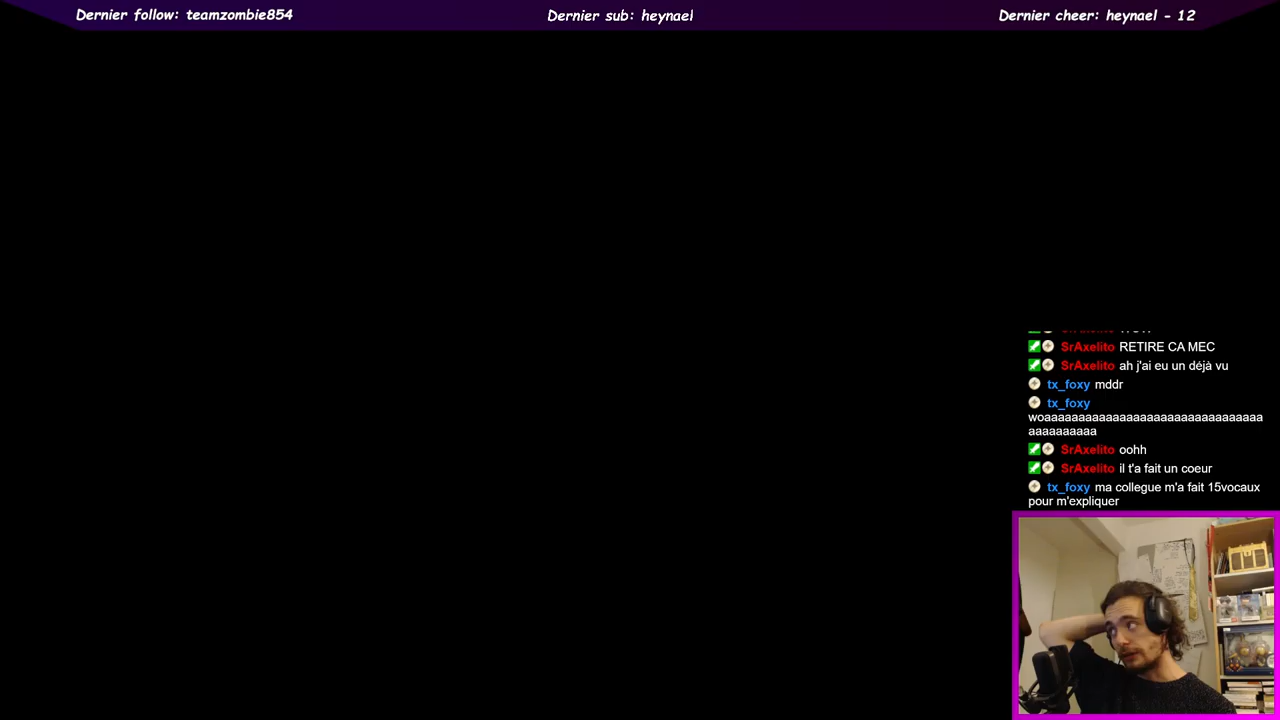 Dernier follow: teamzombie854
Dernier sub: heynael
Dernier cheer: heynael - 12
SrAxelito RETIRE CA MEC
SrAxelito ah j'ai eu un déjà vu
tx_foxy mddr
tx_foxy
woaaaaaaaaaaaaaaaaaaaaaaaaaaaaaaaa
aaaaaaaaaa
SrAxelito oohh
SrAxelito il t'a fait un coeur
tx_foxy ma collegue m'a fait 15vocaux
pour m'expliquer